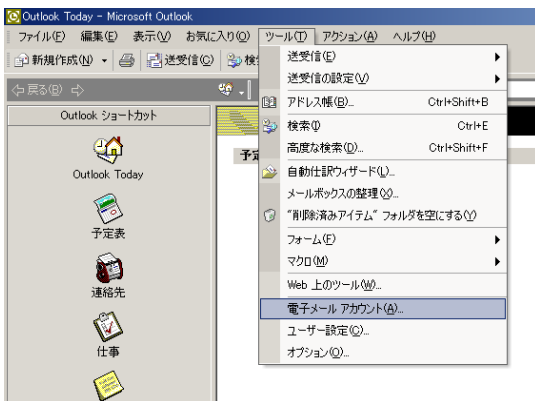 Outlook Today - Microsoft Outlook
ファイル(F) 編集(E) 表示(V) お気に入り(O) ツール(T) アクション(A) ヘルプ(H)
新規作成(N) 送受信(C) 検
戻る(B)
Outlook ショートカット
Outlook Today
予定表
連絡先
仕事
送受信(E)
送受信の設定(V)
アドレス帳(B)... Ctrl+Shift+B
検索(I) Ctrl+E
高度な検索(D)... Ctrl+Shift+F
自動仕訳ウィザード(L)...
メールボックスの整理(X)...
"削除済みアイテム" フォルダを空にする(Y)
フォーム(F)
マクロ(M)
Web 上のツール(W)...
電子メール アカウント(A)...
ユーザー設定(C)...
オプション(O)...